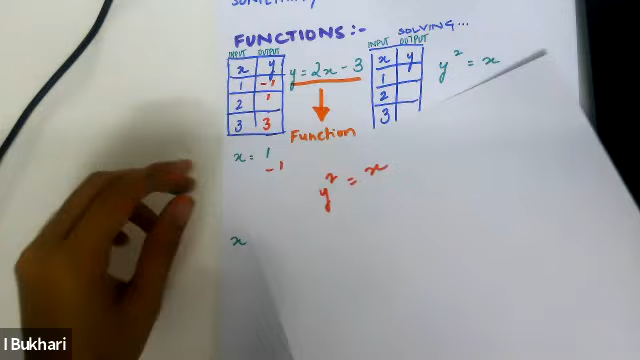 FUNCTIONS:-
SOLVING...
INPUT OUTPUT
x y
1 -1
2 1
3 3
y = 2x - 3
Function
INPUT OUTPUT
x y
1
2
3
y² = x
x = 1
-1
y² = x
x
I Bukhari